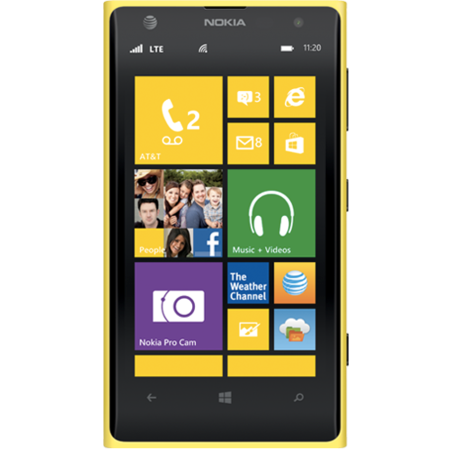 NOKIA
LTE 11:20
2
3
8
AT&T
People
f
Music + Videos
The
Weather
Channel
Nokia Pro Cam